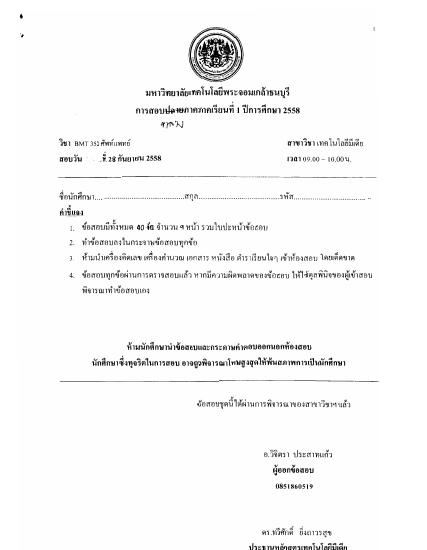 1
มหาวิทยาลัยเทคโนโลยีพระจอมเกล้าธนบุรี
การสอบปลายภาคภาคเรียนที่ 1 ปีการศึกษา 2558
กลาง
วิชา BMT 352 ศัพท์แพทย์ สาขาวิชา เทคโนโลยีมีเดีย
สอบวัน ที่ 28 กันยายน 2558 เวลา 09.00 – 10.00 น.
ชื่อนักศึกษา.......................................สกุล.......................................รหัส...............................
คำชี้แจง
1. ข้อสอบมีทั้งหมด 40 ข้อ จำนวน ๆ หน้า รวมใบปะหน้าข้อสอบ
2. ทำข้อสอบลงในกระดาษข้อสอบทุกข้อ
3. ห้ามนำเครื่องคิดเลข เครื่องคำนวณ เอกสาร หนังสือ ตำราเรียนใดๆ เข้าห้องสอบ โดยเด็ดขาด
4. ข้อสอบทุกข้อผ่านการตรวจสอบแล้ว หากมีความผิดพลาดของข้อสอบ ให้ใช้ดุลพินิจของผู้เข้าสอบ
พิจารณาทำข้อสอบเอง
ห้ามนักศึกษานำข้อสอบและกระดาษคำตอบออกนอกห้องสอบ
นักศึกษาซึ่งทุจริตในการสอบ อาจถูกพิจารณาโทษสูงสุดให้พ้นสภาพการเป็นนักศึกษา
ข้อสอบชุดนี้ได้ผ่านการพิจารณาของสาขาวิชาฯแล้ว
อ.วิจิตรา ประสาทแก้ว
ผู้ออกข้อสอบ
0851860519
ดร.ทวีศักดิ์ ยิ่งถาวรสุข
ประธานหลักสูตรเทคโนโลยีมีเดีย